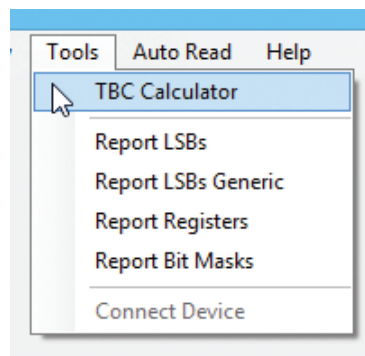 Tools Auto Read Help
TBC Calculator
Report LSBs
Report LSBs Generic
Report Registers
Report Bit Masks
Connect Device